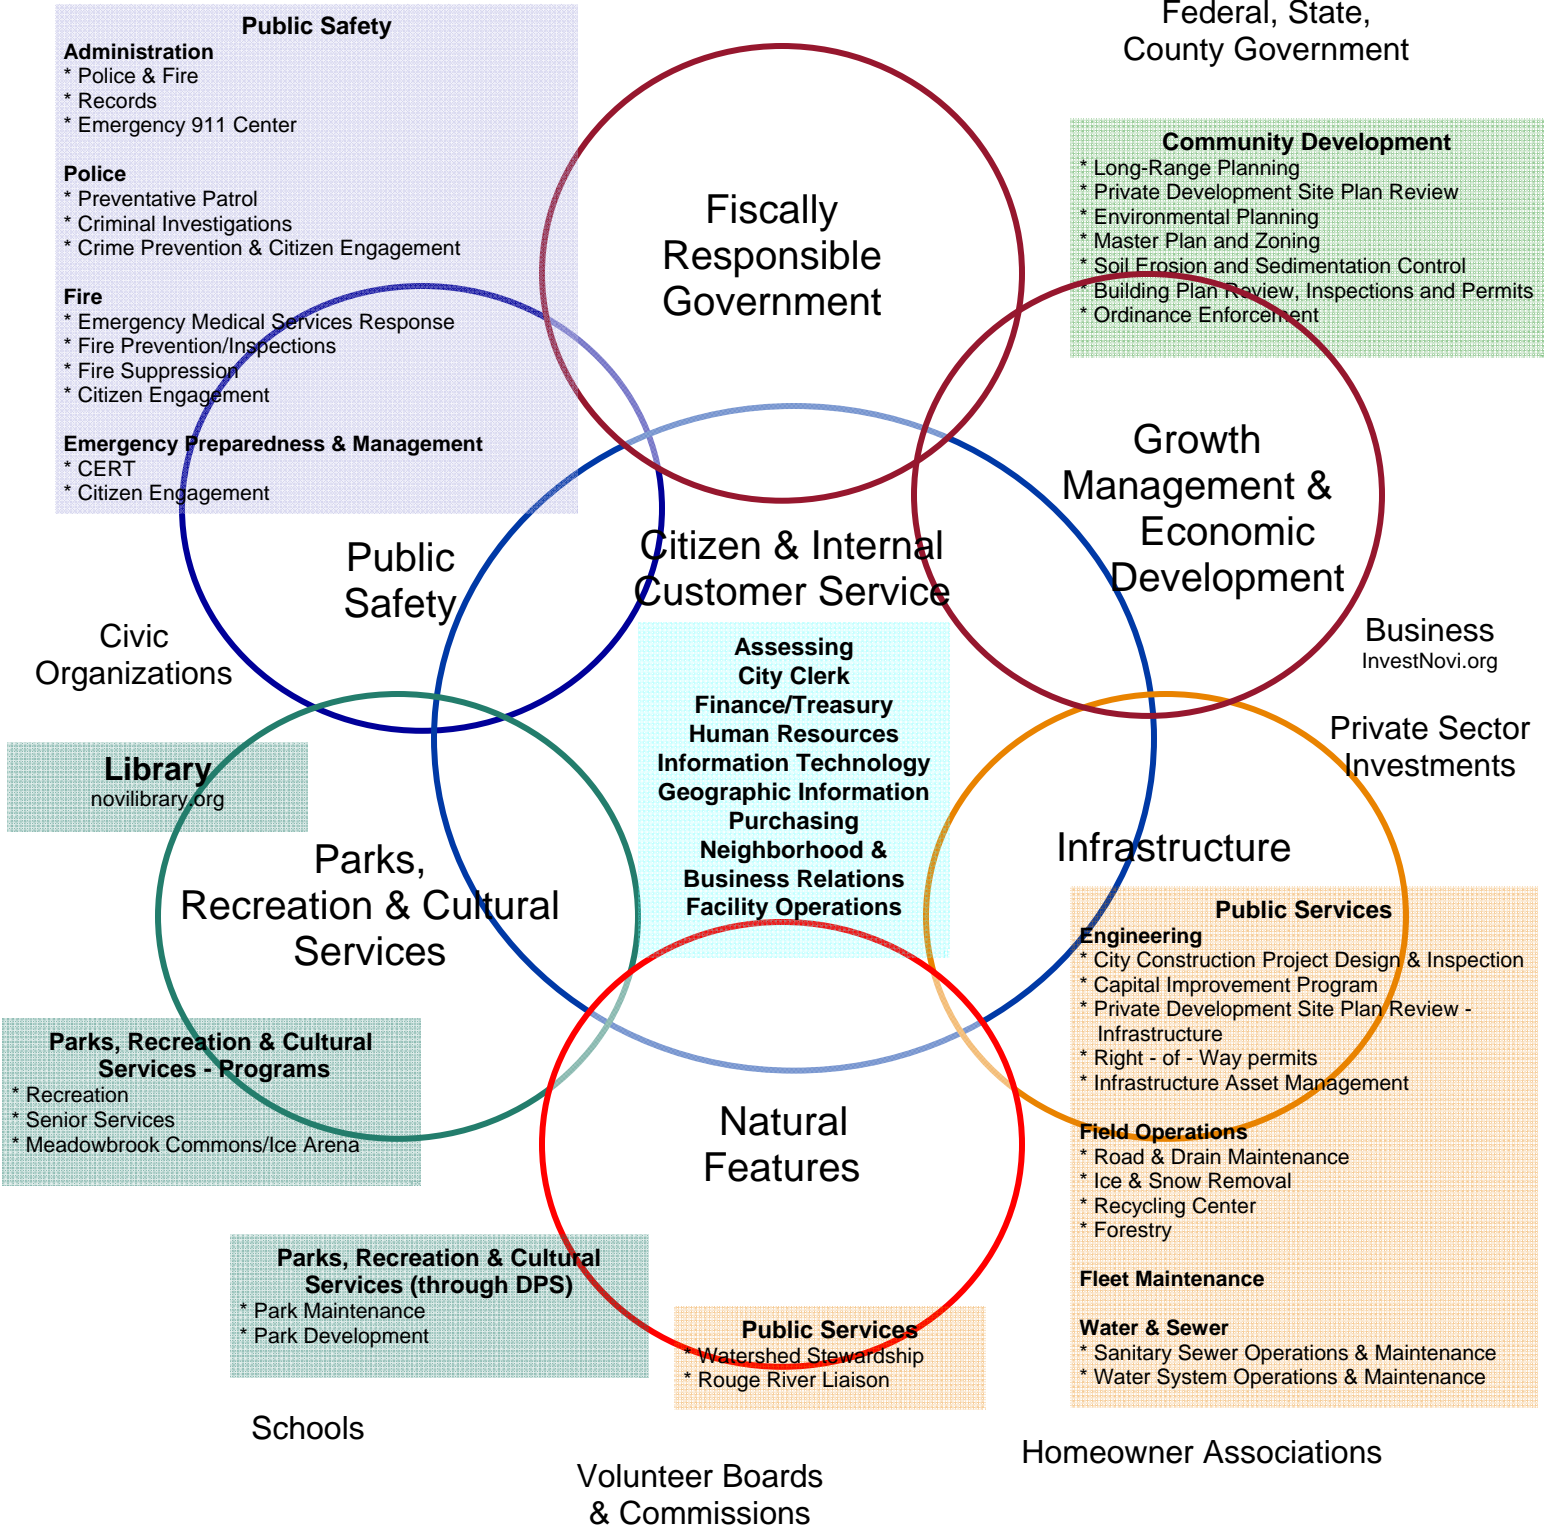 Federal, State,
County Government
Public Safety
Administration
* Police & Fire
* Records
* Emergency 911 Center
Police
* Preventative Patrol
* Criminal Investigations
* Crime Prevention & Citizen Engagement
Fire
* Emergency Medical Services Response
* Fire Prevention/Inspections
* Fire Suppression
* Citizen Engagement
Emergency Preparedness & Management
* CERT
* Citizen Engagement
Fiscally
Responsible
Government
Community Development
* Long-Range Planning
* Private Development Site Plan Review
* Environmental Planning
* Master Plan and Zoning
* Soil Erosion and Sedimentation Control
* Building Plan Review, Inspections and Permits
* Ordinance Enforcement
Growth
Management &
Economic
Development
Public
Safety
Citizen & Internal
Customer Service
Assessing
City Clerk
Finance/Treasury
Human Resources
Information Technology
Geographic Information
Purchasing
Neighborhood &
Business Relations
Facility Operations
Civic
Organizations
Business
InvestNovi.org
Private Sector
Investments
Library
novilibrary.org
Parks,
Recreation & Cultural
Services
Infrastructure
Public Services
Engineering
* City Construction Project Design & Inspection
* Capital Improvement Program
* Private Development Site Plan Review -
Infrastructure
* Right - of - Way permits
* Infrastructure Asset Management
Field Operations
* Road & Drain Maintenance
* Ice & Snow Removal
* Recycling Center
* Forestry
Fleet Maintenance
Water & Sewer
* Sanitary Sewer Operations & Maintenance
* Water System Operations & Maintenance
Parks, Recreation & Cultural
Services - Programs
* Recreation
* Senior Services
* Meadowbrook Commons/Ice Arena
Natural
Features
Parks, Recreation & Cultural
Services (through DPS)
* Park Maintenance
* Park Development
Public Services
* Watershed Stewardship
* Rouge River Liaison
Schools
Homeowner Associations
Volunteer Boards
& Commissions